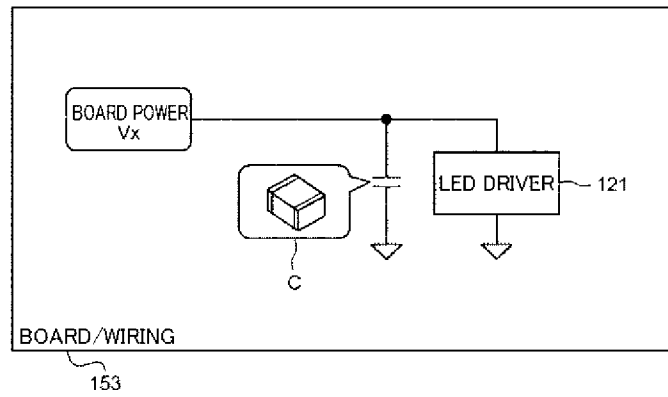 BOARD POWER
Vx
LED DRIVER
121
C
BOARD/WIRING
153